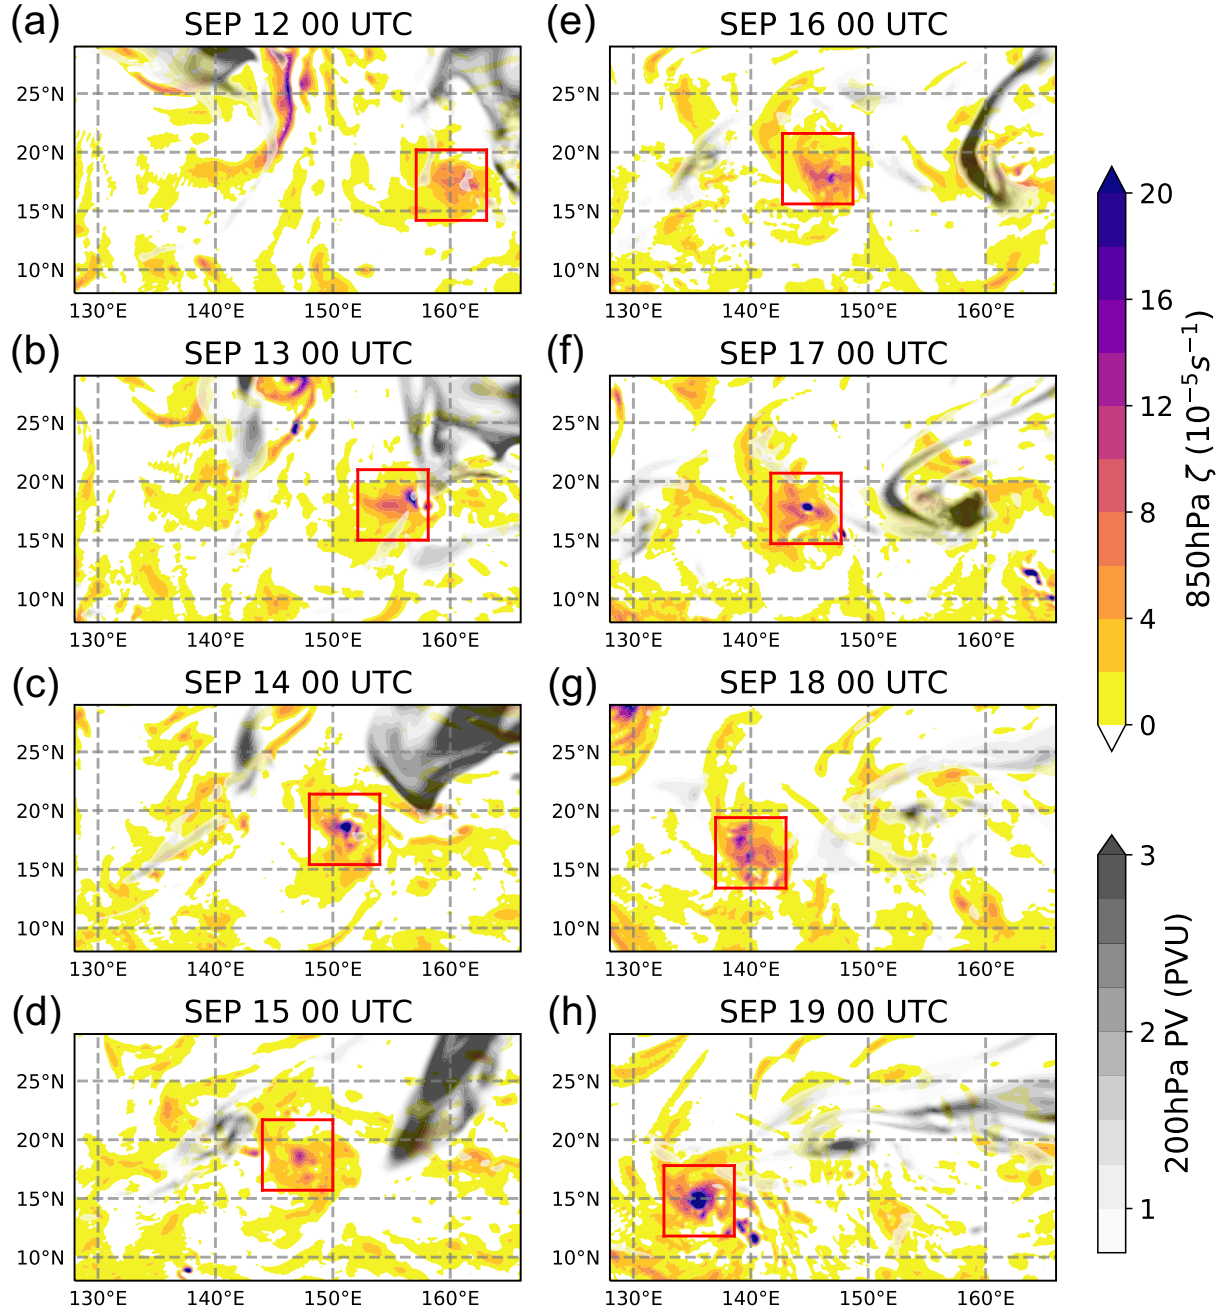 (a) SEP 12 00 UTC
25°N
20°N
15°N
10°N
130°E 140°E 150°E 160°E
(b) SEP 13 00 UTC
25°N
20°N
15°N
10°N
130°E 140°E 150°E 160°E
(c) SEP 14 00 UTC
25°N
20°N
15°N
10°N
130°E 140°E 150°E 160°E
(d) SEP 15 00 UTC
25°N
20°N
15°N
10°N
130°E 140°E 150°E 160°E
(e) SEP 16 00 UTC
25°N
20°N
15°N
10°N
130°E 140°E 150°E 160°E
(f) SEP 17 00 UTC
25°N
20°N
15°N
10°N
130°E 140°E 150°E 160°E
(g) SEP 18 00 UTC
25°N
20°N
15°N
10°N
130°E 140°E 150°E 160°E
(h) SEP 19 00 UTC
25°N
20°N
15°N
10°N
130°E 140°E 150°E 160°E
20
16
12
8
4
0
850hPa ζ (10⁻⁵s⁻¹)
3
2
1
200hPa PV (PVU)